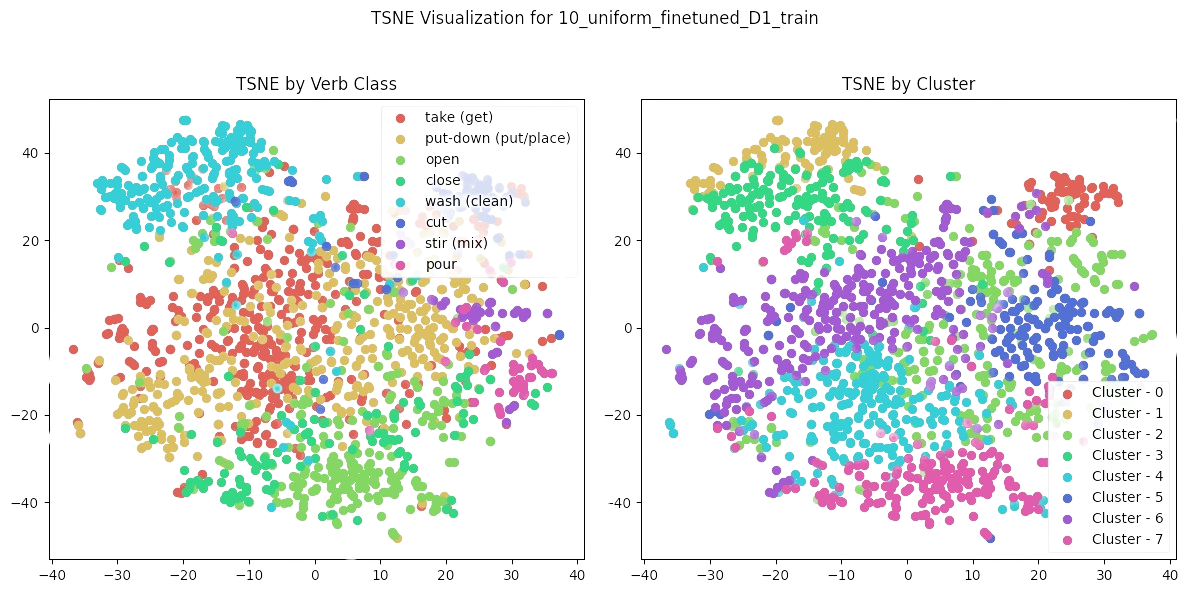 TSNE Visualization for 10_uniform_finetuned_D1_train
TSNE by Verb Class
take (get)
put-down (put/place)
open
close
wash (clean)
cut
stir (mix)
pour
40
20
0
−20
−40
−40
−30
−20
−10
0
10
20
30
40
TSNE by Cluster
Cluster - 0
Cluster - 1
Cluster - 2
Cluster - 3
Cluster - 4
Cluster - 5
Cluster - 6
Cluster - 7
40
20
0
−20
−40
−40
−30
−20
−10
0
10
20
30
40